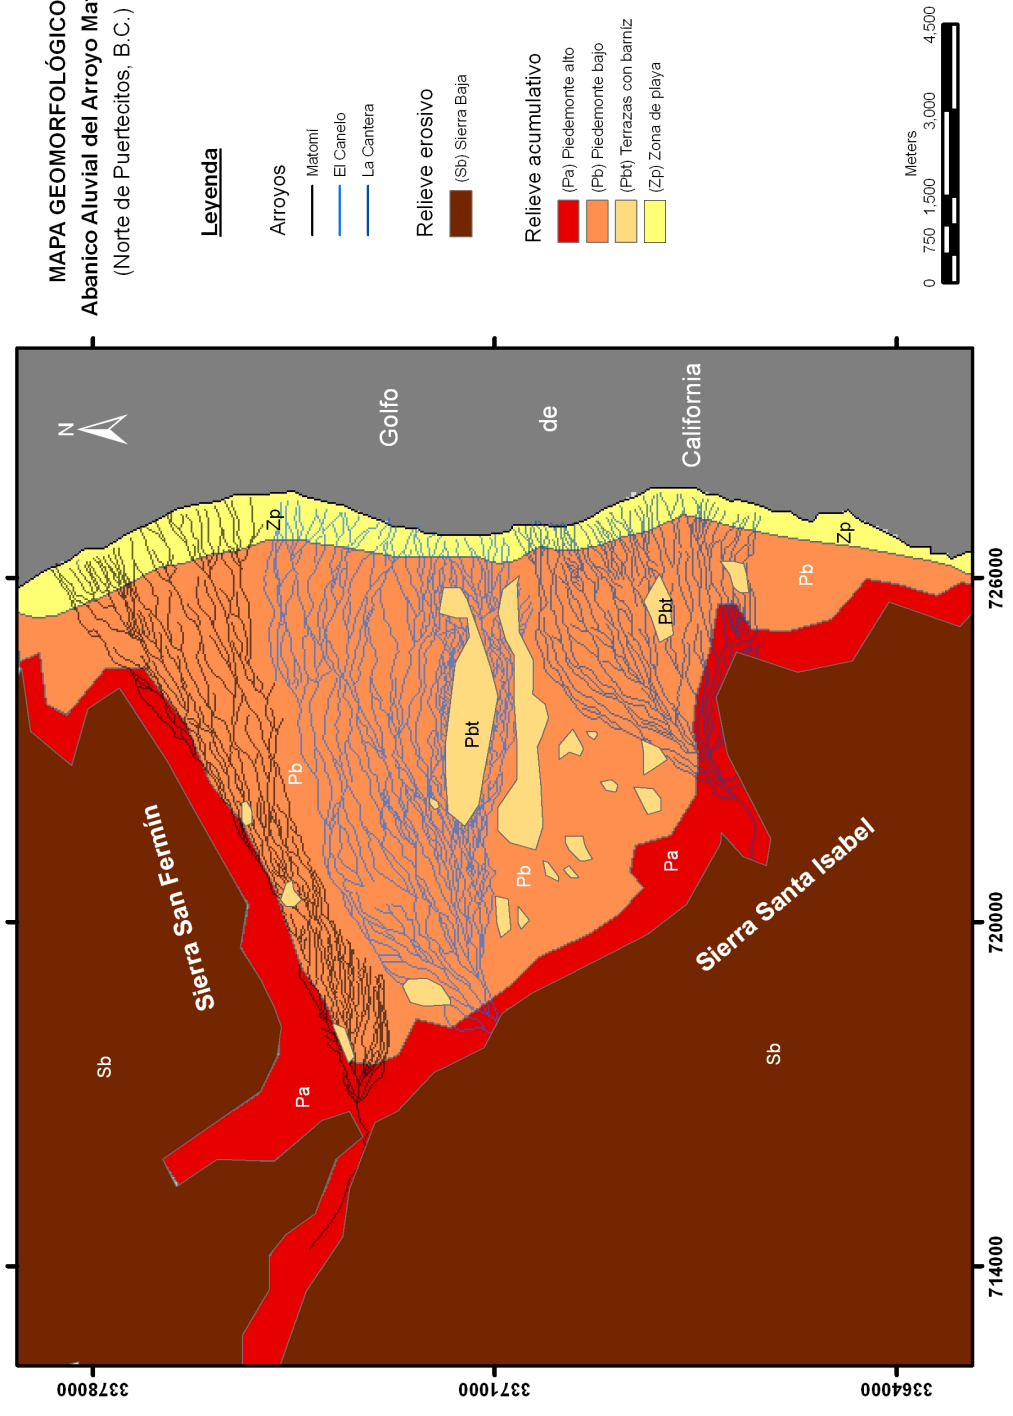 MAPA GEOMORFOLÓGICO
Abanico Aluvial del Arroyo Ma
(Norte de Puertecitos, B.C.)
Leyenda
Arroyos
Matomí
El Canelo
La Cantera
Relieve erosivo
(Sb) Sierra Baja
Relieve acumulativo
(Pa) Piedemonte alto
(Pb) Piedemonte bajo
(Pbt) Terrazas con barníz
(Zp) Zona de playa
Meters
0 750 1,500 3,000 4,500
N
Golfo
de
California
Zp
Zp
Pb
Pbt
Pbt
Pb
Pb
Pa
Sierra San Fermín
Sierra Santa Isabel
Sb
Sb
Pa
726000
720000
714000
3378000
3371000
3364000